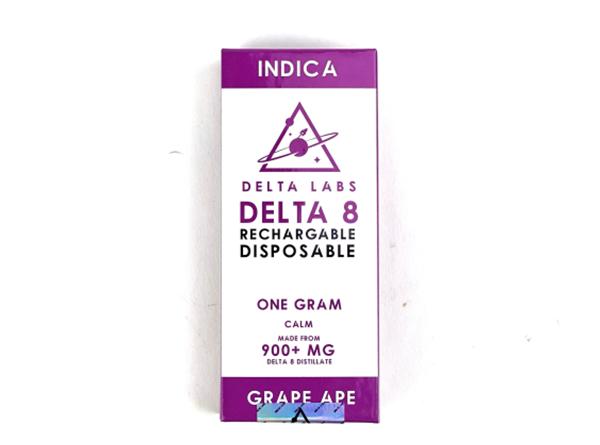 INDICA
DELTA LABS
DELTA 8
RECHARGABLE
DISPOSABLE
ONE GRAM
CALM
MADE FROM
900+ MG
DELTA 8 DISTILLATE
GRAPE APE